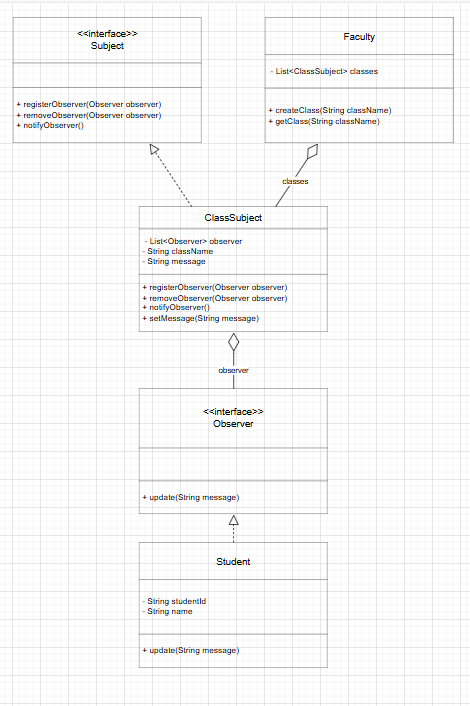 <<interface>>
Subject
+ registerObserver(Observer observer)
+ removeObserver(Observer observer)
+ notifyObserver()
Faculty
- List<ClassSubject> classes
+ createClass(String className)
+ getClass(String className)
classes
ClassSubject
- List<Observer> observer
- String className
- String message
+ registerObserver(Observer observer)
+ removeObserver(Observer observer)
+ notifyObserver()
+ setMessage(String message)
observer
<<interface>>
Observer
+ update(String message)
Student
- String studentId
- String name
+ update(String message)